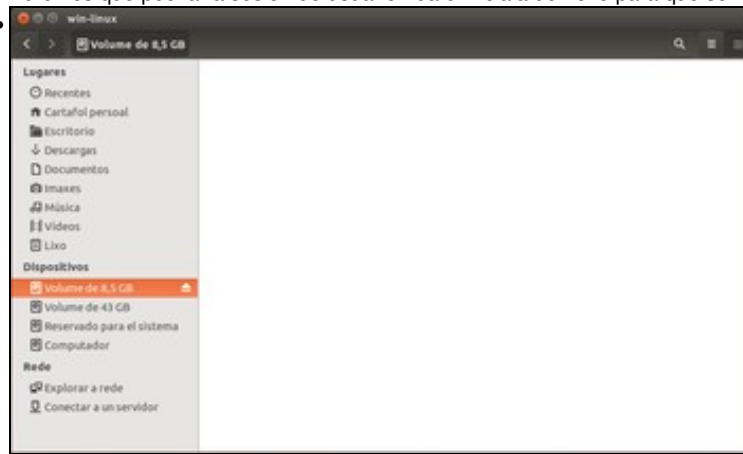 win-linux
Volume de 8,5 GB
Lugares
Recentes
Cartafol persoal
Escritorio
Descargas
Documentos
Imaxes
Música
Vídeos
Lixo
Dispositivos
Volume de 8,5 GB
Volume de 43 GB
Reservado para el sistema
Computador
Rede
Explorar a rede
Conectar a un servidor